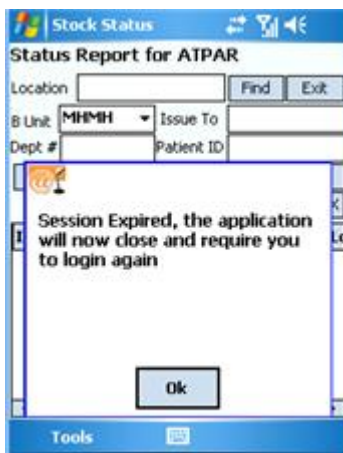 Stock Status
Status Report for ATPAR
Location Find Exit
B Unit MHMH Issue To
Dept # Patient ID
Session Expired, the application
will now close and require you
to login again
Ok
Tools